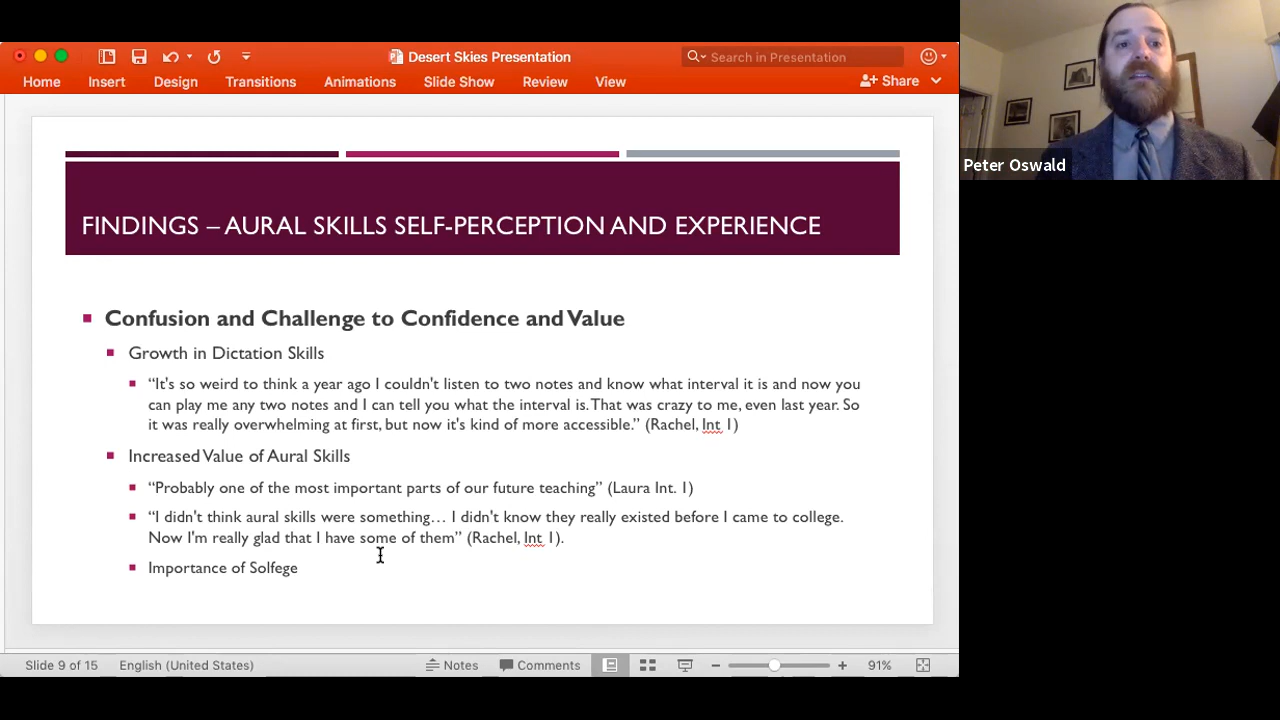 Desert Skies Presentation
Search in Presentation
Home Insert Design Transitions Animations Slide Show Review View Share
Peter Oswald
FINDINGS – AURAL SKILLS SELF-PERCEPTION AND EXPERIENCE
Confusion and Challenge to Confidence and Value
Growth in Dictation Skills
“It's so weird to think a year ago I couldn't listen to two notes and know what interval it is and now you
can play me any two notes and I can tell you what the interval is. That was crazy to me, even last year. So
it was really overwhelming at first, but now it's kind of more accessible.” (Rachel, Int 1)
Increased Value of Aural Skills
“Probably one of the most important parts of our future teaching” (Laura Int. 1)
“I didn't think aural skills were something… I didn't know they really existed before I came to college.
Now I'm really glad that I have some of them” (Rachel, Int 1).
Importance of Solfege
Slide 9 of 15 English (United States) Notes Comments 91%